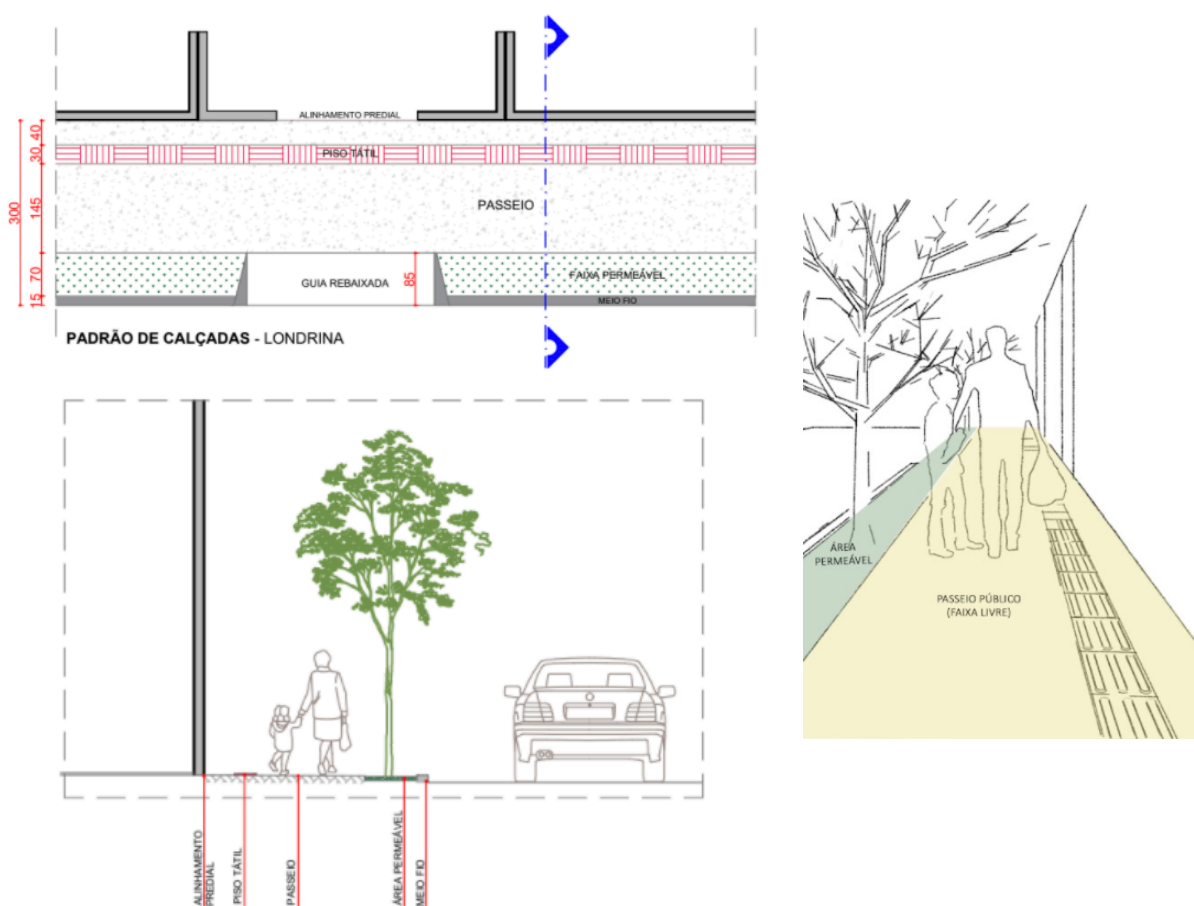 ALINHAMENTO PREDIAL
40
30
PISO TÁTIL
300
145
PASSEIO
70
FAIXA PERMEÁVEL
GUIA REBAIXADA
85
15
MEIO FIO
PADRÃO DE CALÇADAS - LONDRINA
ÁREA
PERMEÁVEL
PASSEIO PÚBLICO
(FAIXA LIVRE)
ALINHAMENTO
PREDIAL
PISO TÁTIL
PASSEIO
ÁREA PERMEÁVEL
MEIO FIO